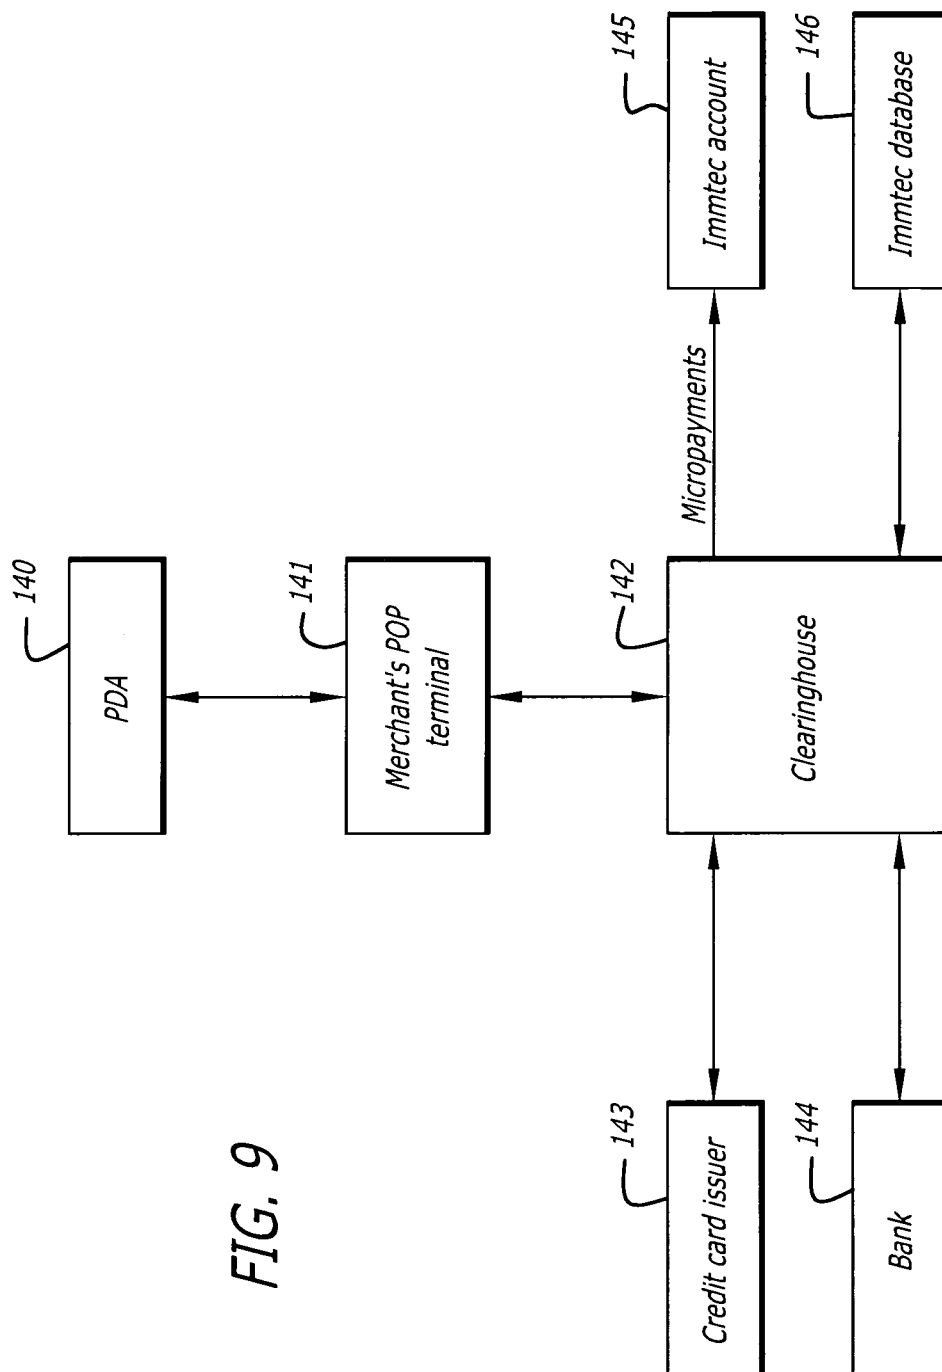 FIG. 9
140
PDA
141
Merchant's POP
terminal
142
Clearinghouse
143
Credit card issuer
144
Bank
Micropayments
145
Immtec account
146
Immtec database